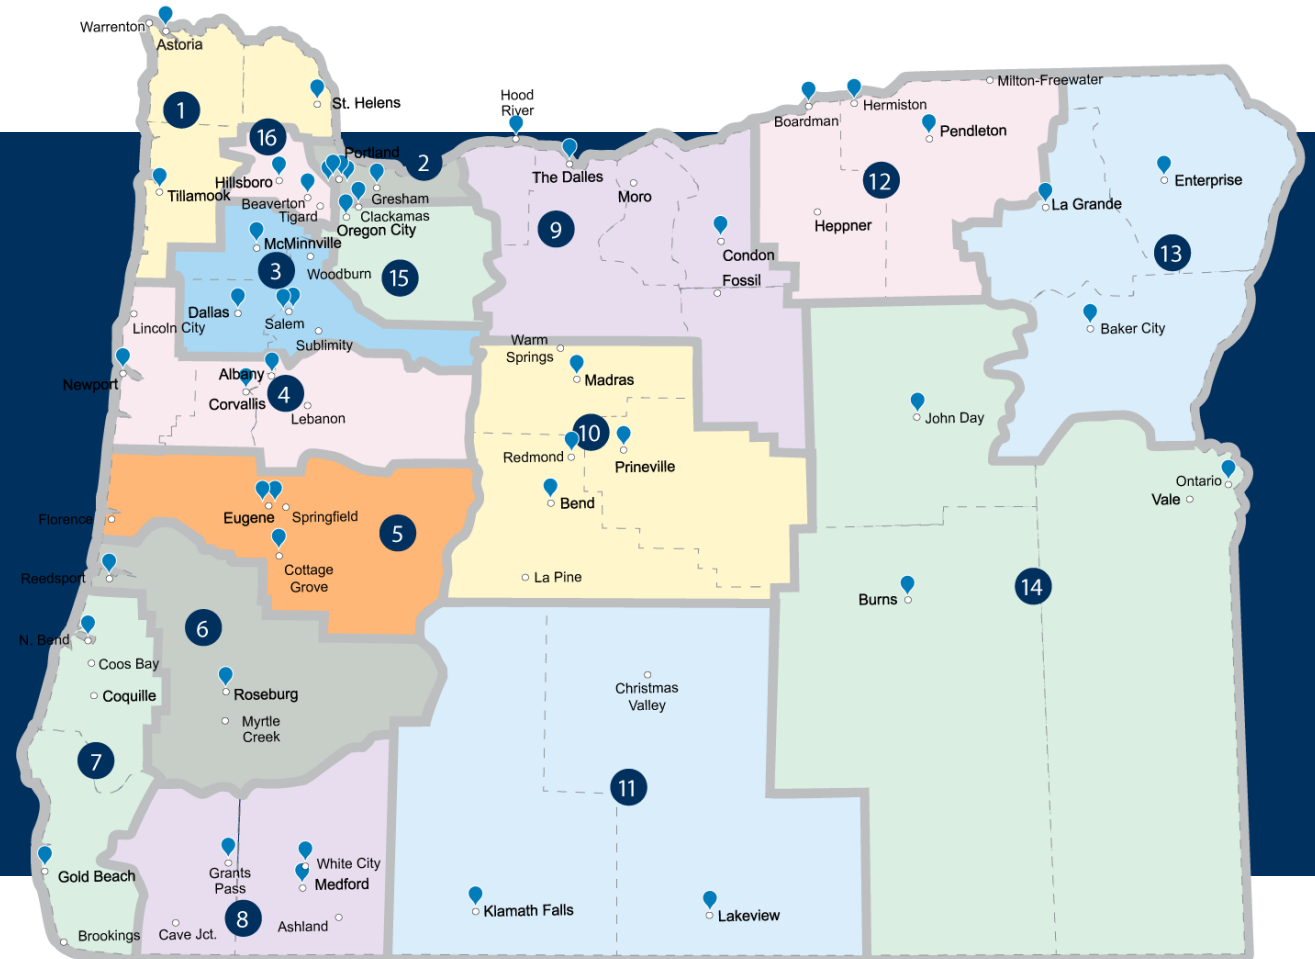 Warrenton
Astoria
1
St. Helens
16
Hood
River
Portland
2
Hillsboro
Tillamook
Beaverton
Tigard
Gresham
Clackamas
Oregon City
The Dalles
Moro
9
Condon
Fossil
Boardman
Hermiston
Milton-Freewater
Pendleton
12
Heppner
Enterprise
La Grande
13
Baker City
McMinnville
3
Woodburn
15
Dallas
Salem
Sublimity
Lincoln City
Newport
Albany
4
Corvallis
Lebanon
Warm
Springs
Madras
10
Redmond
Prineville
Bend
La Pine
John Day
Ontario
Vale
Burns
14
Florence
Eugene
Springfield
5
Cottage
Grove
Reedsport
6
N. Bend
Coos Bay
Coquille
Roseburg
Myrtle
Creek
7
Christmas
Valley
11
Gold Beach
Brookings
Grants
Pass
White City
Medford
8
Cave Jct.
Ashland
Klamath Falls
Lakeview